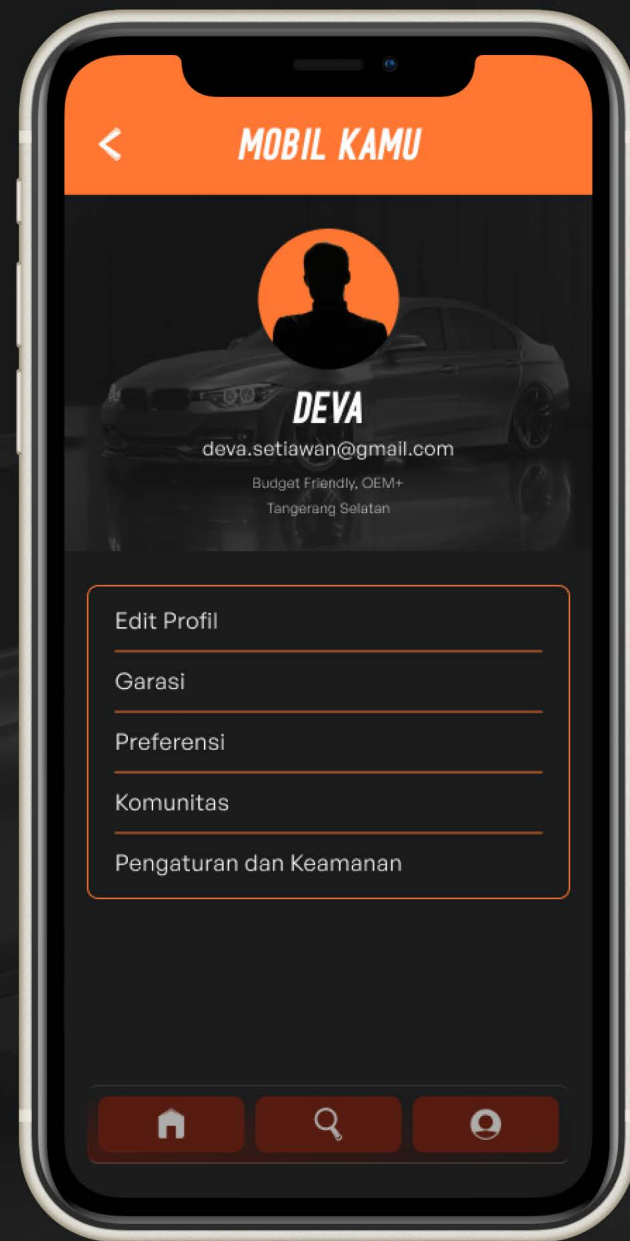 MOBIL KAMU
DEVA
deva.setiawan@gmail.com
Budget Friendly, OEM+
Tangerang Selatan
Edit Profil
Garasi
Preferensi
Komunitas
Pengaturan dan Keamanan